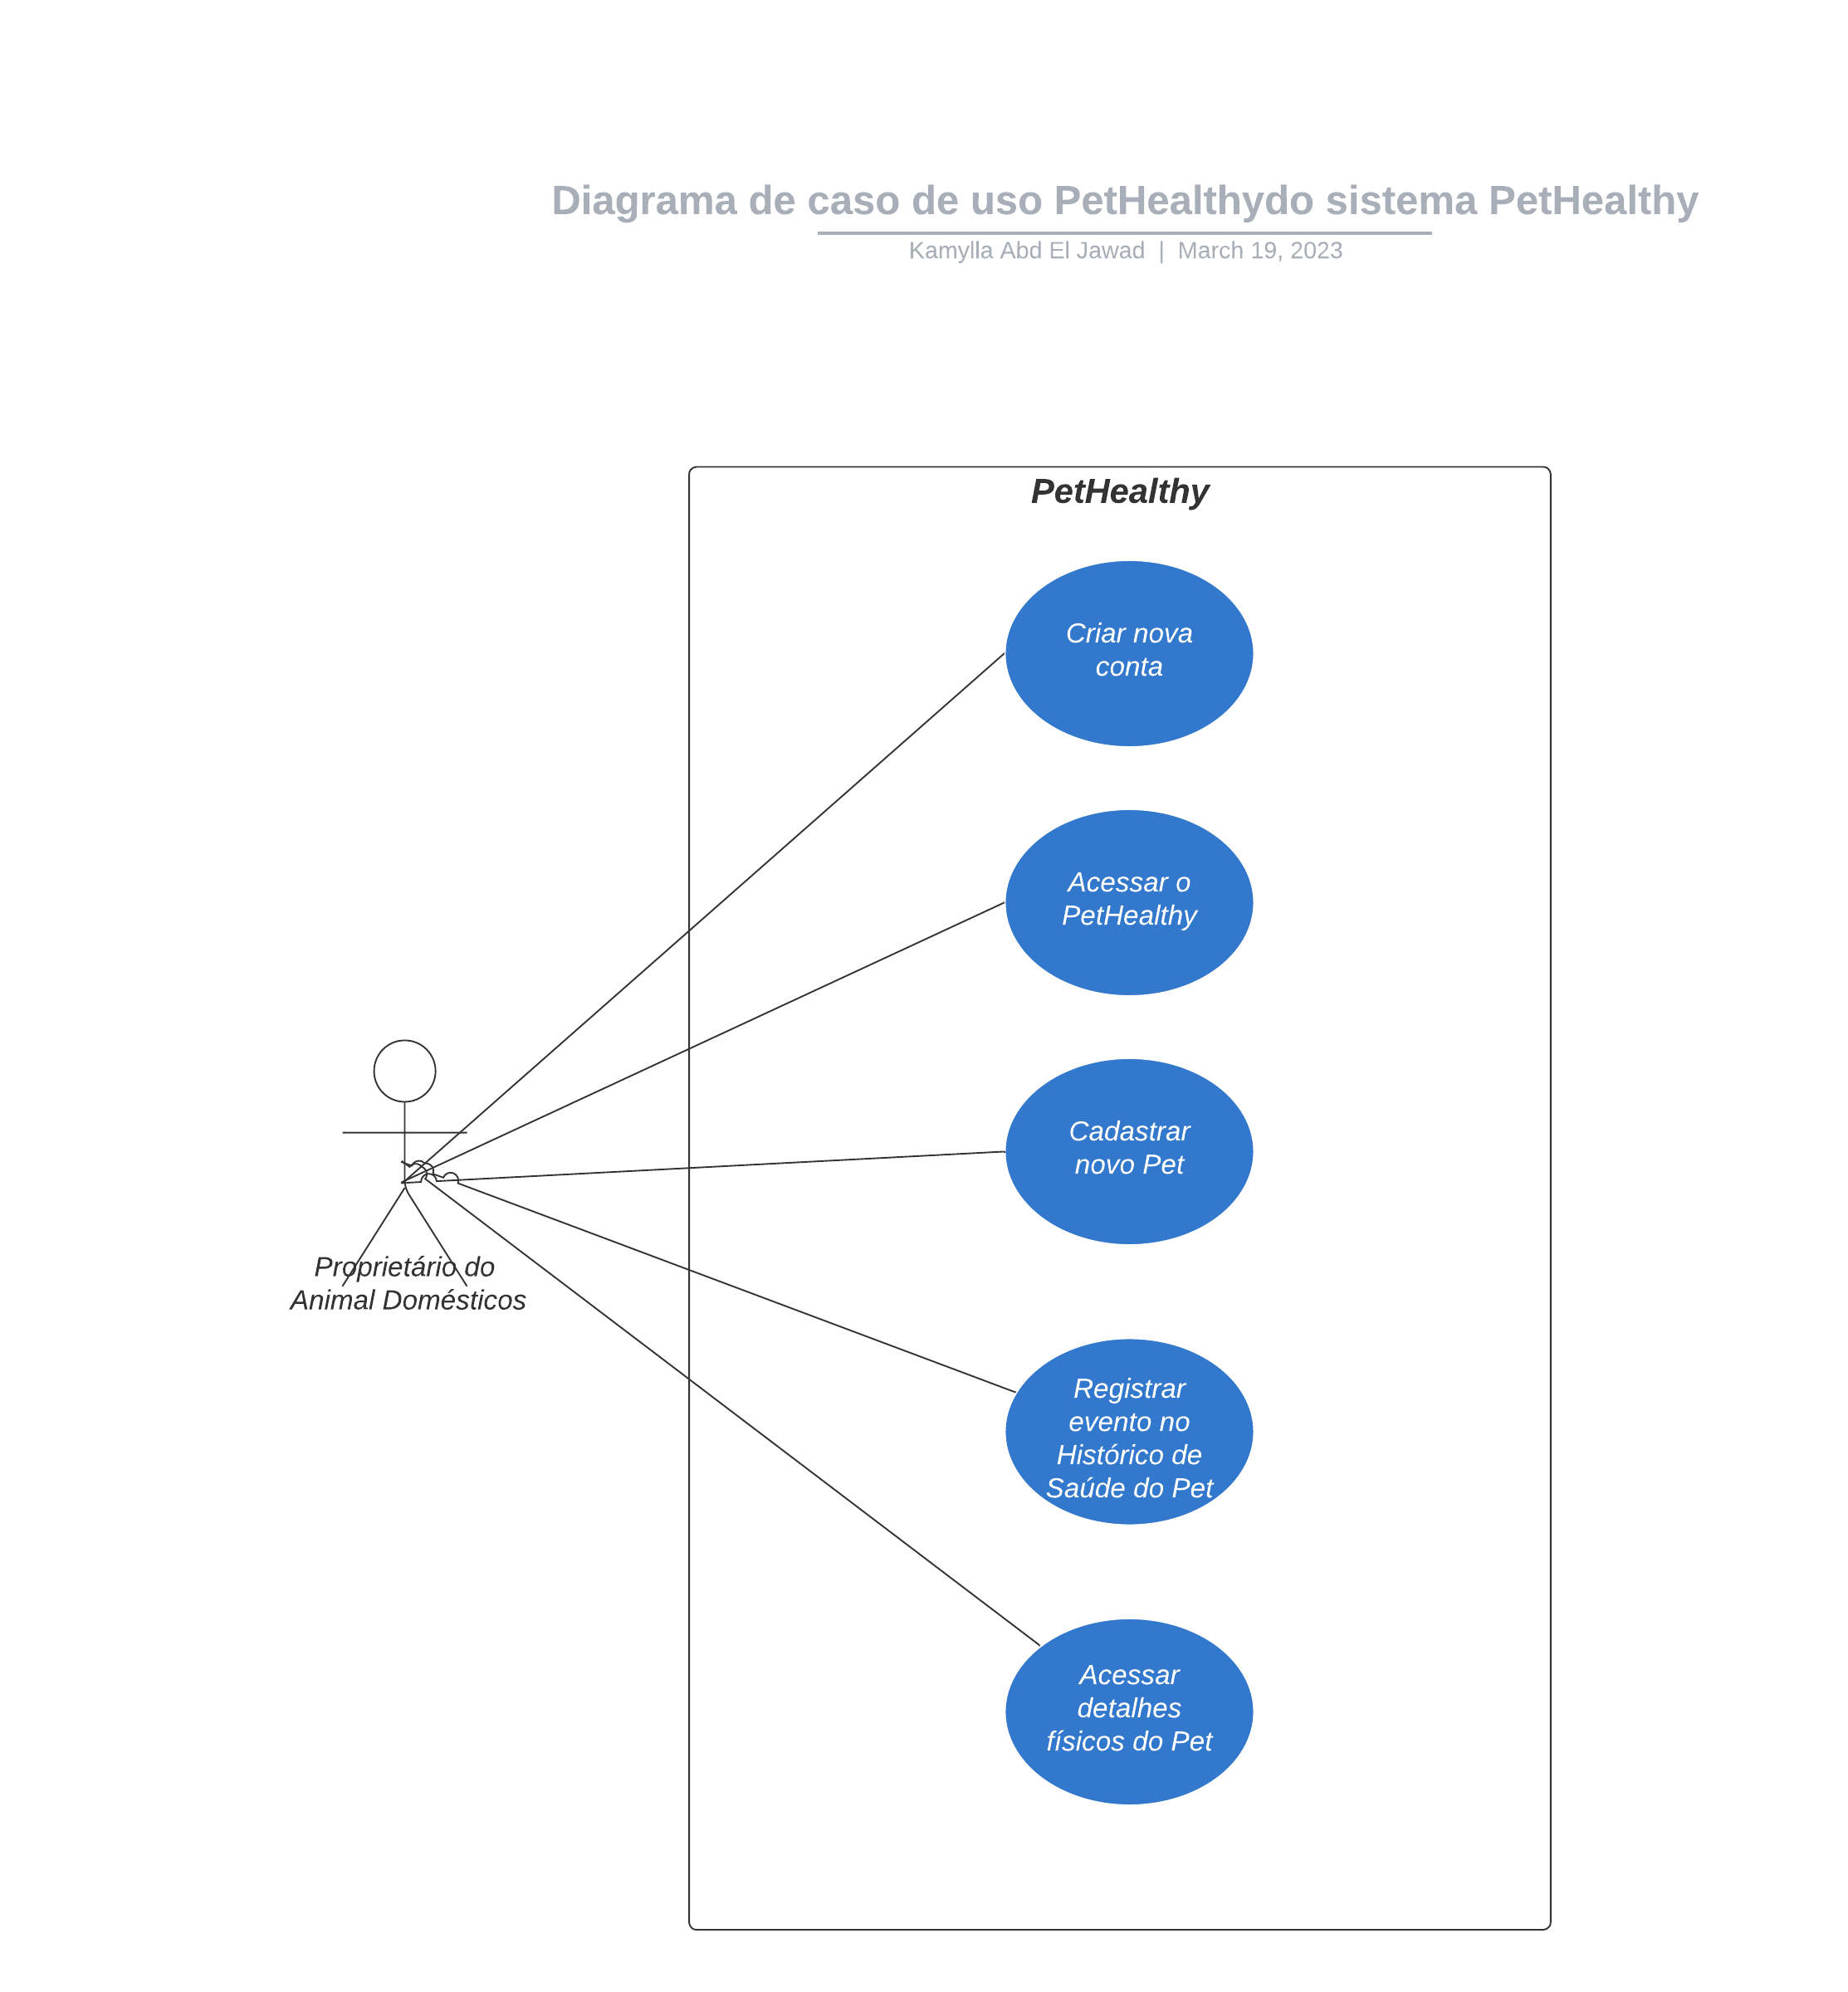 Diagrama de caso de uso PetHealthydo sistema PetHealthy
Kamylla Abd El Jawad | March 19, 2023
PetHealthy
Criar nova
conta
Acessar o
PetHealthy
Cadastrar
novo Pet
Proprietário do
Animal Domésticos
Registrar
evento no
Histórico de
Saúde do Pet
Acessar
detalhes
físicos do Pet